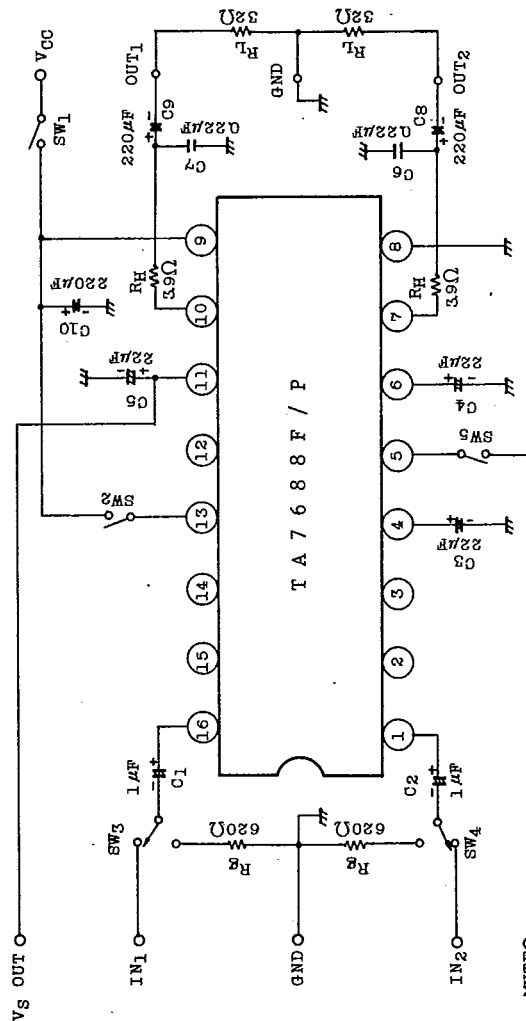 VS OUT
VCC
SW1
C10
220µF
C5
22µF
SW2
RH
3.9Ω
220µF
C9
0.22µF
C7
OUT1
RL
32Ω
IN1
SW3
1µF
C1
16
15
14
13
12
11
10
9
TA7688F/P
GND
Rg
620Ω
Rg
620Ω
GND
RL
32Ω
1
2
3
4
5
6
7
8
IN2
SW4
C2
1µF
C3
22µF
SW5
C4
22µF
RH
3.9Ω
C6
0.22µF
220µF
C8
OUT2